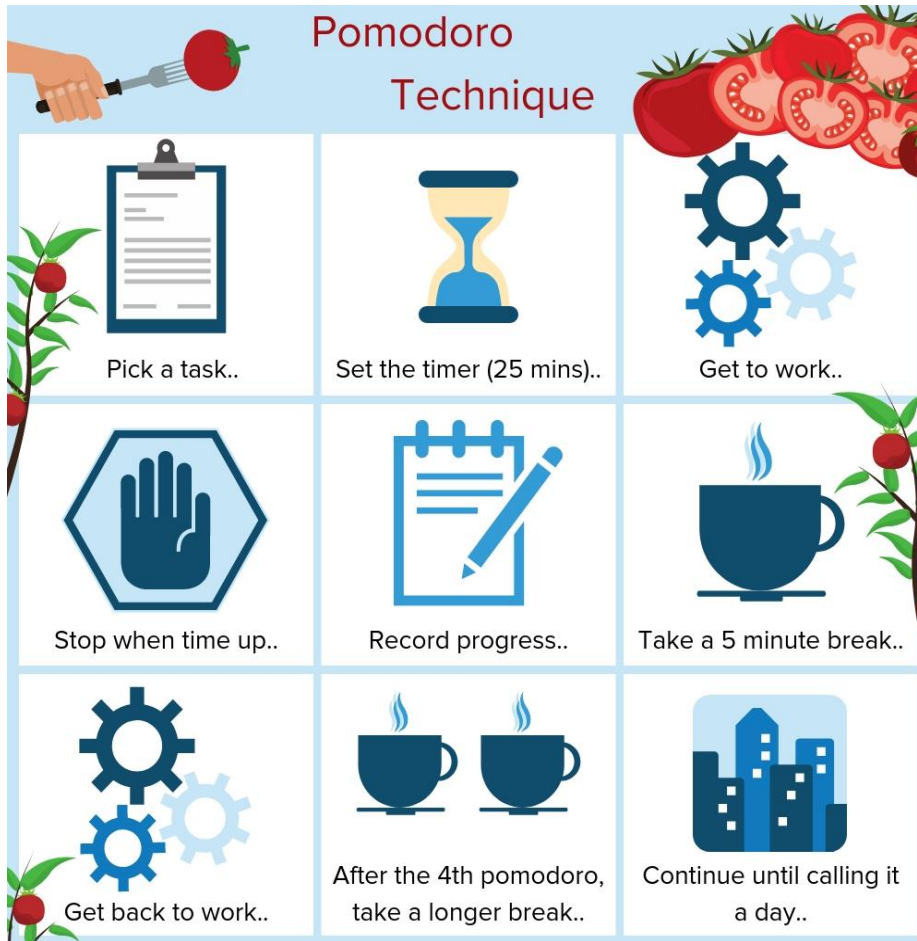 Pomodoro
Technique
Pick a task..
Set the timer (25 mins)..
Get to work..
Stop when time up..
Record progress..
Take a 5 minute break..
Get back to work..
After the 4th pomodoro,
take a longer break..
Continue until calling it
a day..